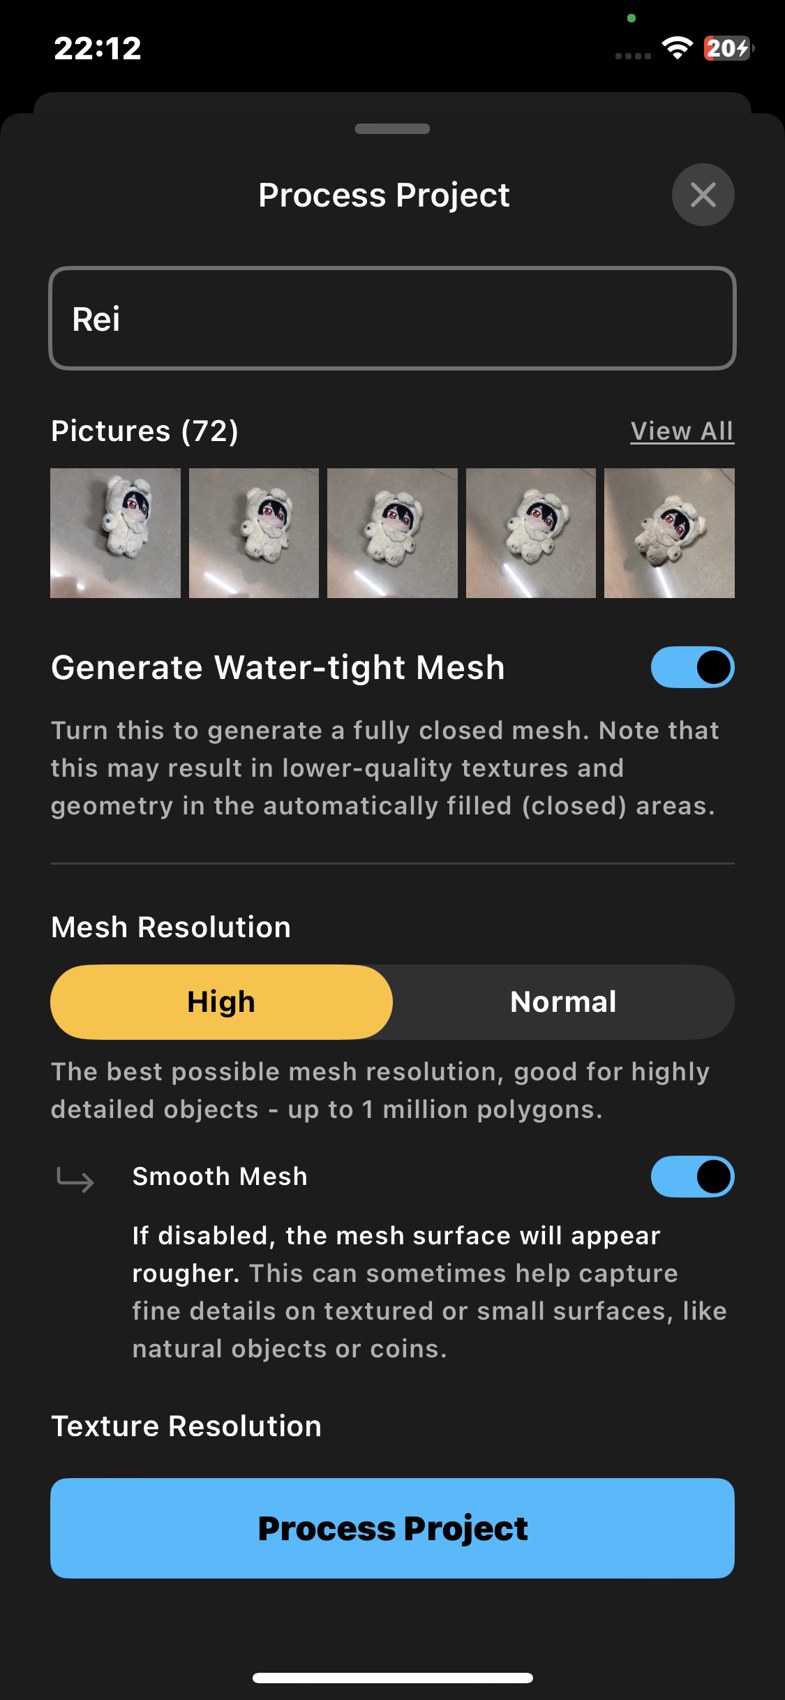 22:12
20
Process Project
Rei
Pictures (72)
View All
Generate Water-tight Mesh
Turn this to generate a fully closed mesh. Note that
this may result in lower-quality textures and
geometry in the automatically filled (closed) areas.
Mesh Resolution
High
Normal
The best possible mesh resolution, good for highly
detailed objects - up to 1 million polygons.
Smooth Mesh
If disabled, the mesh surface will appear
rougher. This can sometimes help capture
fine details on textured or small surfaces, like
natural objects or coins.
Texture Resolution
Process Project